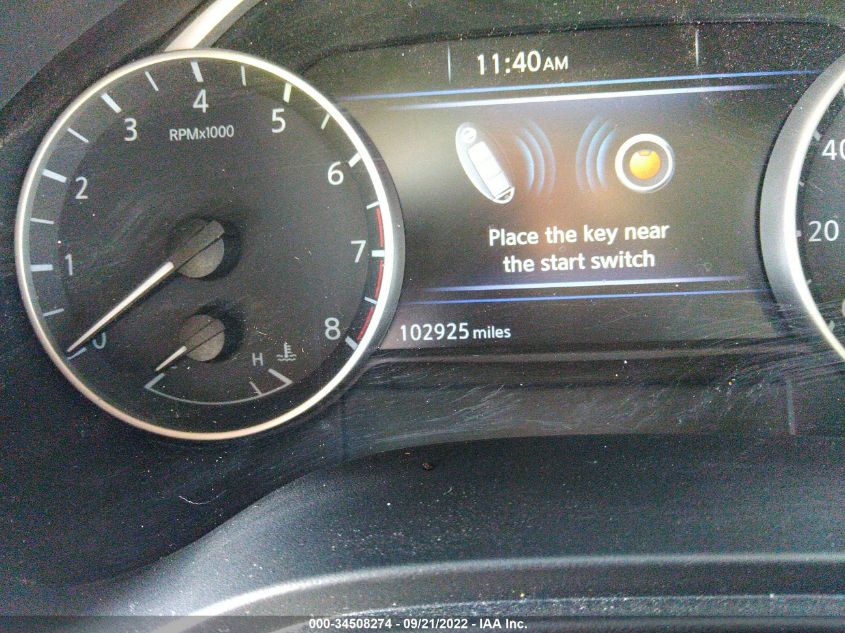 11:40AM
RPMx1000
0
1
2
3
4
5
6
7
8
H
Place the key near
the start switch
102925 miles
40
20
000-34508274 - 09/21/2022 - IAA Inc.